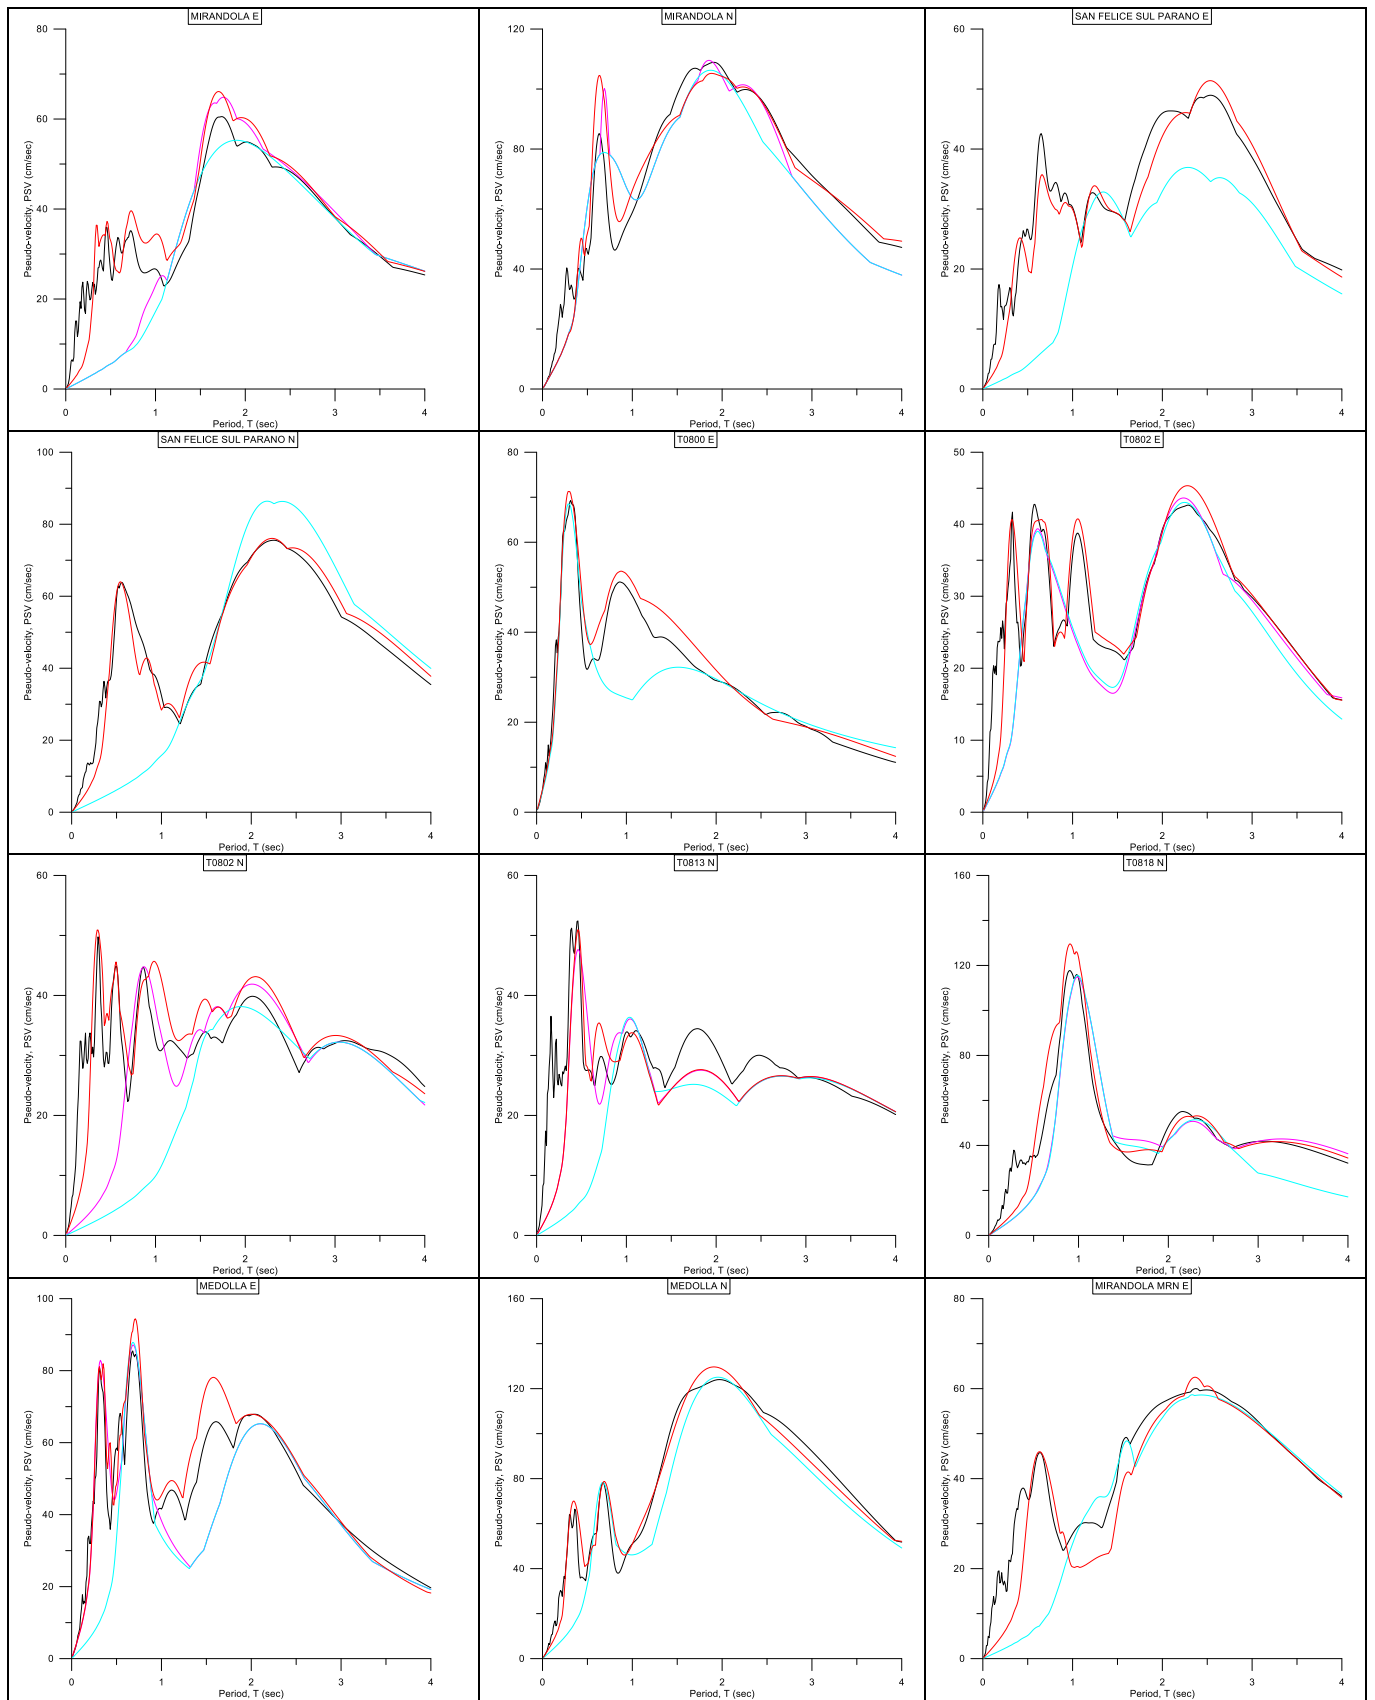 MIRANDOLA E
80
60
40
20
0
Pseudo-velocity, PSV (cm/sec)
0 1 2 3 4
Period, T (sec)
MIRANDOLA N
120
80
40
0
Pseudo-velocity, PSV (cm/sec)
0 1 2 3 4
Period, T (sec)
SAN FELICE SUL PARANO E
60
40
20
0
Pseudo-velocity, PSV (cm/sec)
0 1 2 3 4
Period, T (sec)
SAN FELICE SUL PARANO N
100
80
60
40
20
0
Pseudo-velocity, PSV (cm/sec)
0 1 2 3 4
Period, T (sec)
T0800 E
80
60
40
20
0
Pseudo-velocity, PSV (cm/sec)
0 1 2 3 4
Period, T (sec)
T0802 E
50
40
30
20
10
0
Pseudo-velocity, PSV (cm/sec)
0 1 2 3 4
Period, T (sec)
T0802 N
60
40
20
0
Pseudo-velocity, PSV (cm/sec)
0 1 2 3 4
Period, T (sec)
T0813 N
60
40
20
0
Pseudo-velocity, PSV (cm/sec)
0 1 2 3 4
Period, T (sec)
T0818 N
160
120
80
40
0
Pseudo-velocity, PSV (cm/sec)
0 1 2 3 4
Period, T (sec)
MEDOLLA E
100
80
60
40
20
0
Pseudo-velocity, PSV (cm/sec)
0 1 2 3 4
Period, T (sec)
MEDOLLA N
160
120
80
40
0
Pseudo-velocity, PSV (cm/sec)
0 1 2 3 4
Period, T (sec)
MIRANDOLA MRN E
80
60
40
20
0
Pseudo-velocity, PSV (cm/sec)
0 1 2 3 4
Period, T (sec)